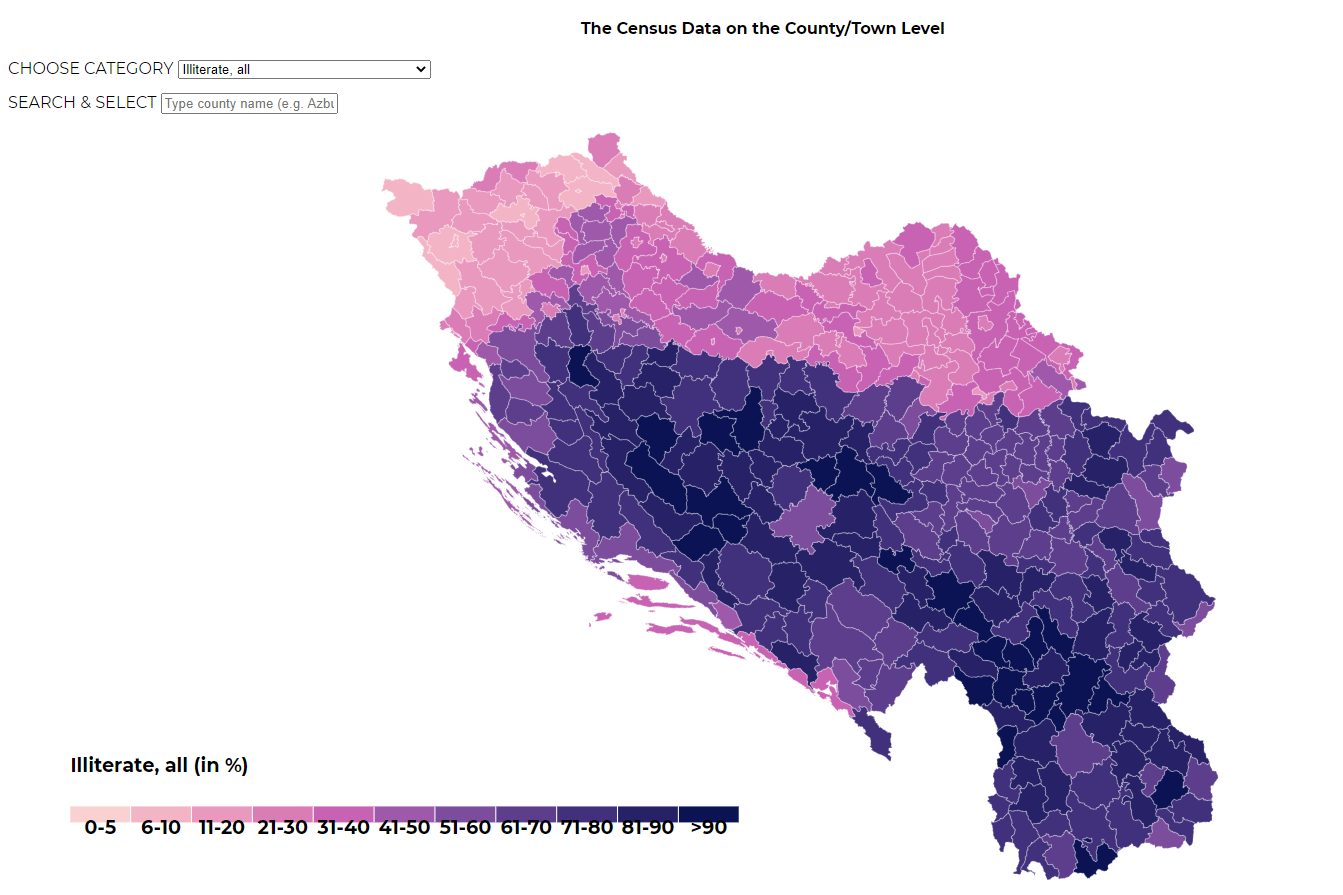 The Census Data on the County/Town Level
CHOOSE CATEGORY Illiterate, all
SEARCH & SELECT Type county name (e.g. Azbu
Illiterate, all (in %)
0-5 6-10 11-20 21-30 31-40 41-50 51-60 61-70 71-80 81-90 >90